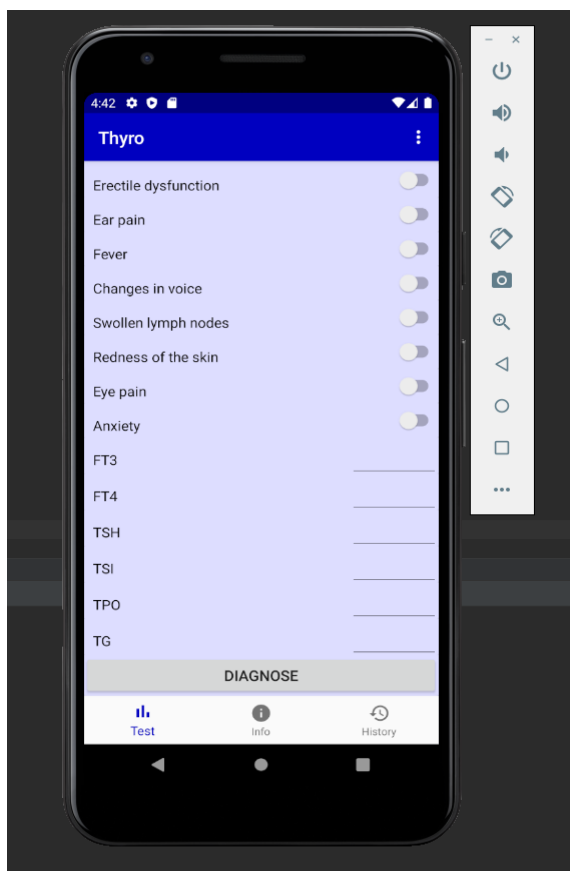 4:42
Thyro
Erectile dysfunction
Ear pain
Fever
Changes in voice
Swollen lymph nodes
Redness of the skin
Eye pain
Anxiety
FT3
FT4
TSH
TSI
TPO
TG
DIAGNOSE
Test Info History